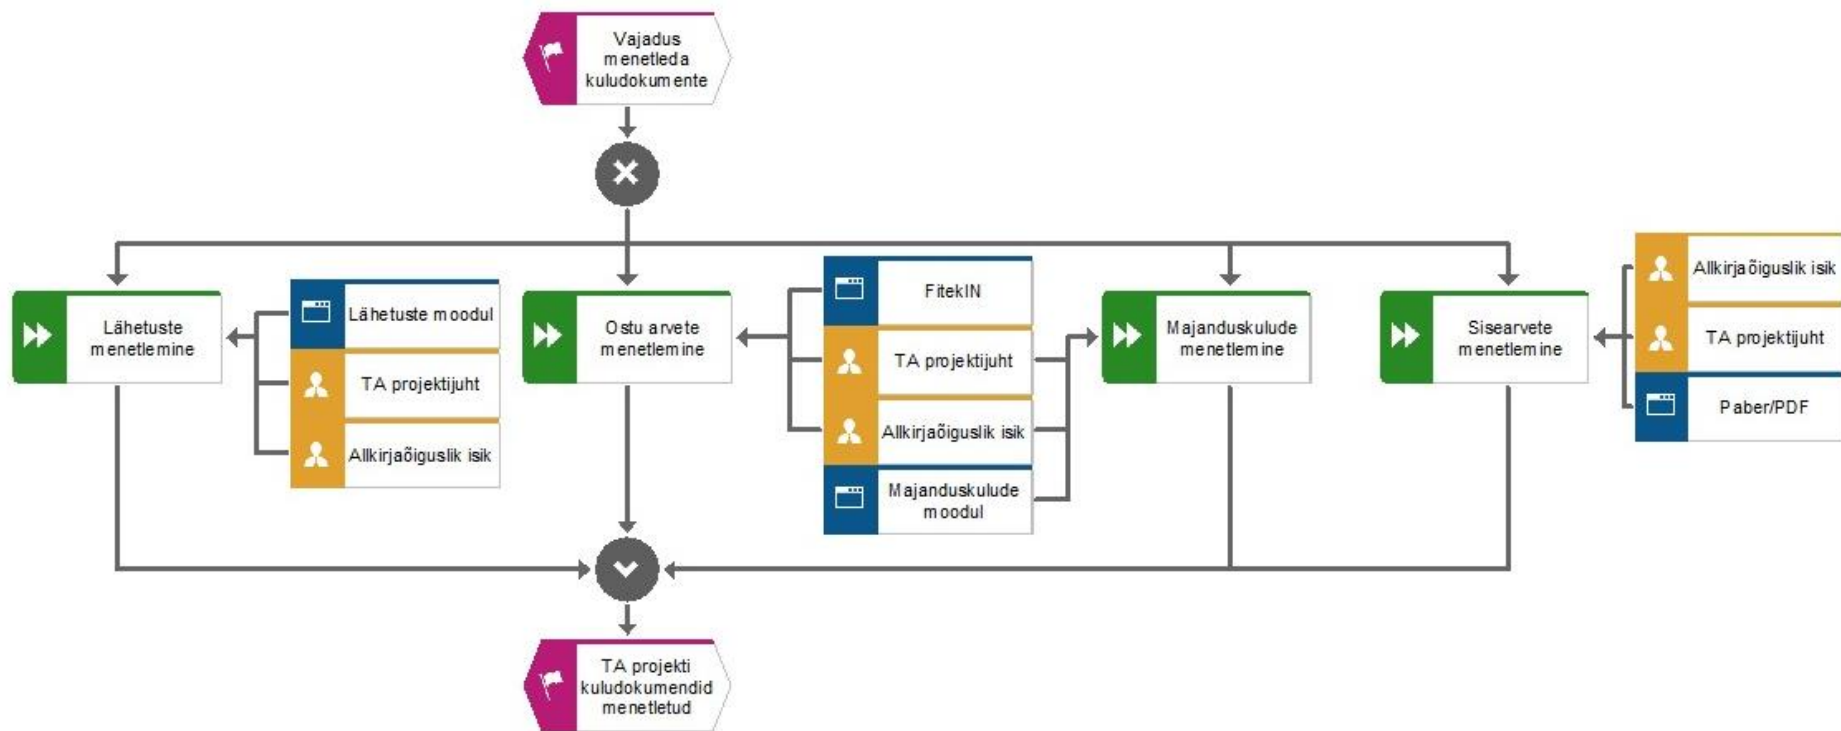 Vajadus
menetleda
kuludokumente
Lähetuste
menetlemine
Lähetuste moodul
TA projektijuht
Allkirjaõiguslik isik
Ostu arvete
menetlemine
FitekIN
TA projektijuht
Allkirjaõiguslik isik
Majanduskulude
moodul
Majanduskulude
menetlemine
Sisearvete
menetlemine
Allkirjaõiguslik isik
TA projektijuht
Paber/PDF
TA projekti
kuludokumendid
menetletud